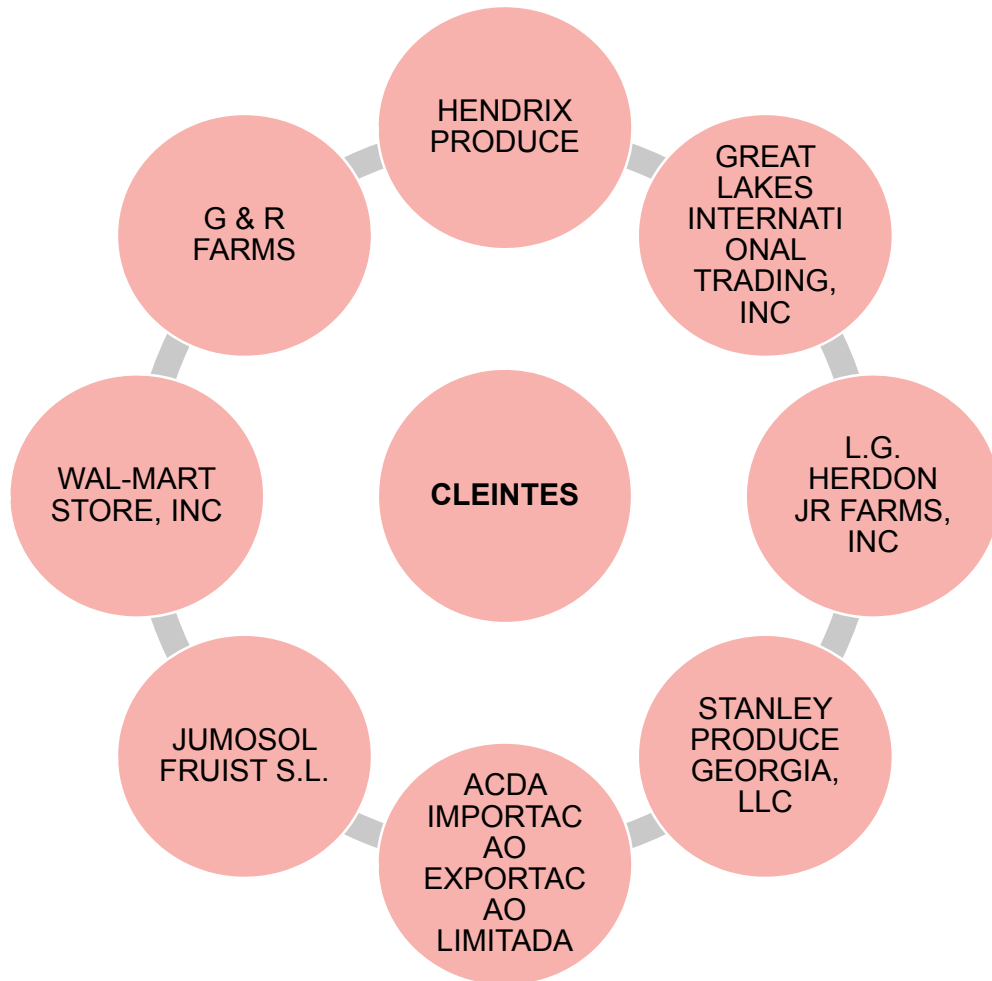 HENDRIX
PRODUCE
GREAT
LAKES
INTERNATI
ONAL
TRADING,
INC
L.G.
HERDON
JR FARMS,
INC
STANLEY
PRODUCE
GEORGIA,
LLC
ACDA
IMPORTAC
AO
EXPORTAC
AO
LIMITADA
JUMOSOL
FRUIST S.L.
WAL-MART
STORE, INC
G & R
FARMS
CLEINTES